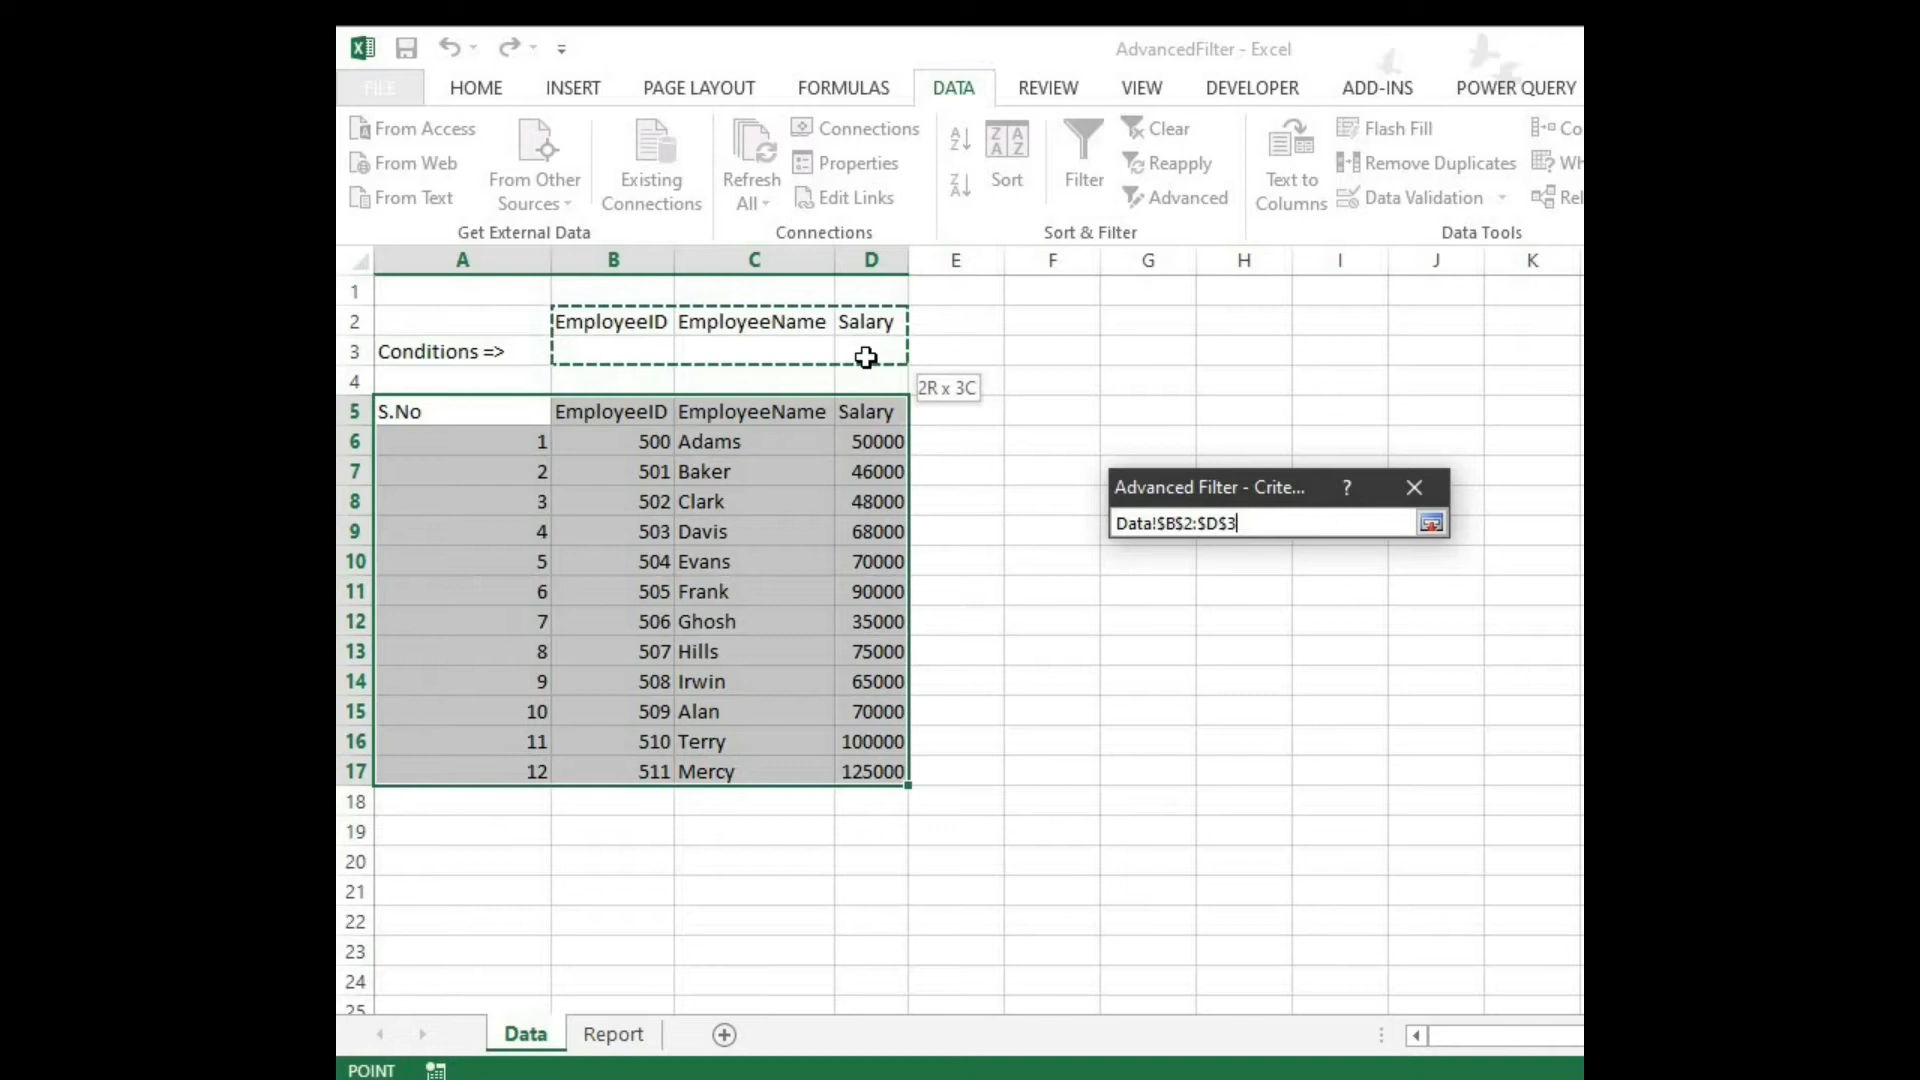 AdvancedFilter - Excel
FILE HOME INSERT PAGE LAYOUT FORMULAS DATA REVIEW VIEW DEVELOPER ADD-INS POWER QUERY
From Access
From Web
From Text
From Other Sources
Existing Connections
Refresh All
Connections
Properties
Edit Links
Sort
Filter
Clear
Reapply
Advanced
Text to Columns
Flash Fill
Remove Duplicates
Data Validation
Co
Wh
Rel
Get External Data Connections Sort & Filter Data Tools
A B C D E F G H I J K
1
2 EmployeeID EmployeeName Salary
3 Conditions =>
4 2R x 3C
5 S.No EmployeeID EmployeeName Salary
6 1 500 Adams 50000
7 2 501 Baker 46000
8 3 502 Clark 48000
9 4 503 Davis 68000
10 5 504 Evans 70000
11 6 505 Frank 90000
12 7 506 Ghosh 35000
13 8 507 Hills 75000
14 9 508 Irwin 65000
15 10 509 Alan 70000
16 11 510 Terry 100000
17 12 511 Mercy 125000
18
19
20
21
22
23
24
25
Advanced Filter - Crite... ?
Data!$B$2:$D$3
Data Report
POINT